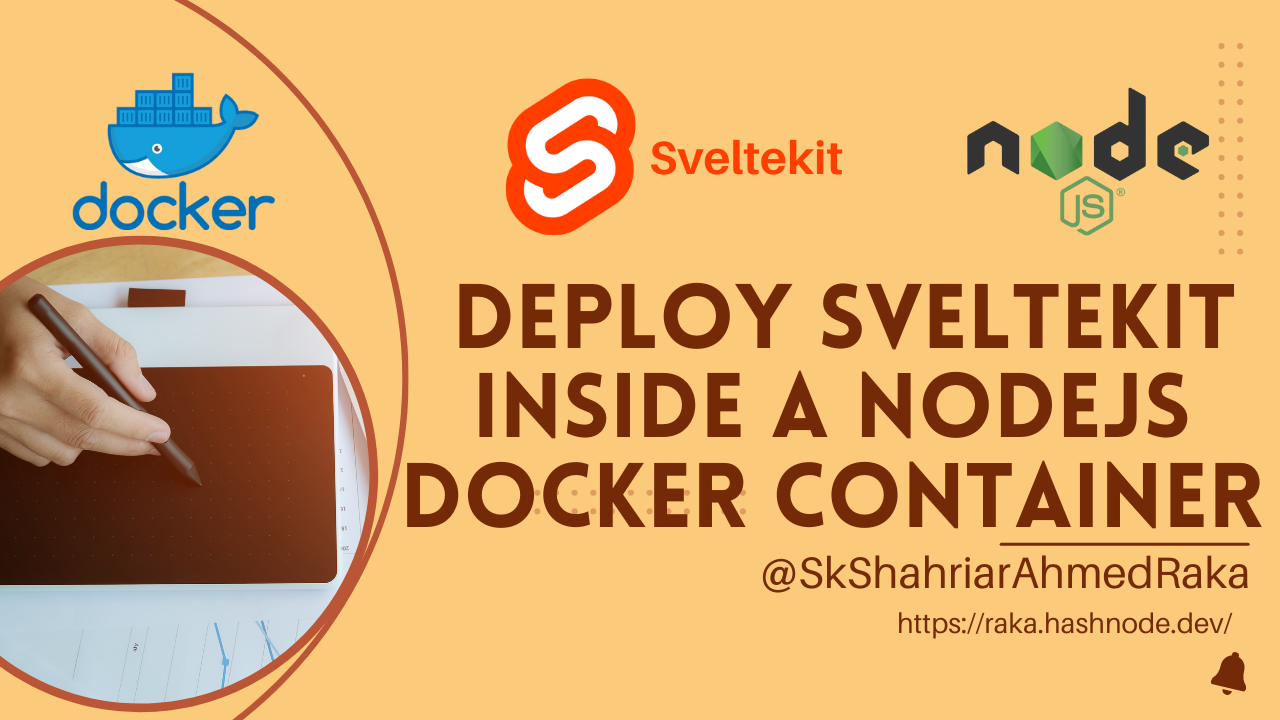 docker
Sveltekit
node
JS®
DEPLOY SVELTEKIT
INSIDE A NODEJS
DOCKER CONTAINER
@SkShahriarAhmedRaka
https://raka.hashnode.dev/